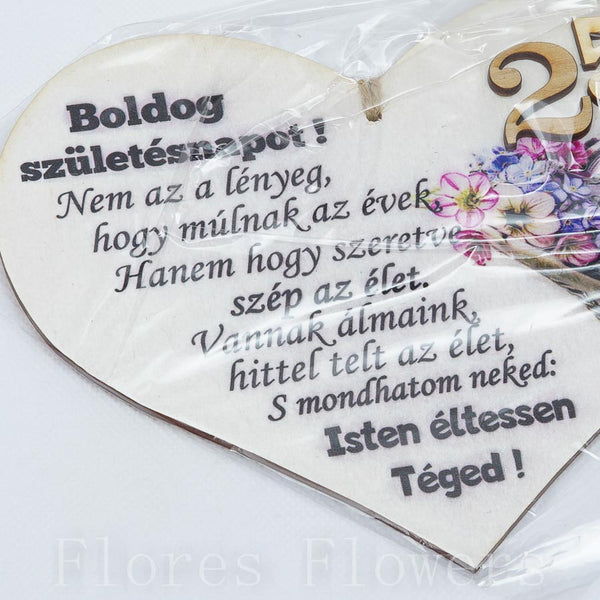 Boldog
születésnapot !
Nem az a lényeg,
hogy múlnak az évek,
Hanem hogy szeretve
szép az élet.
Vannak álmaink,
hittel telt az élet,
S mondhatom neked:
Isten éltessen
Téged !
25
Flores Flowers